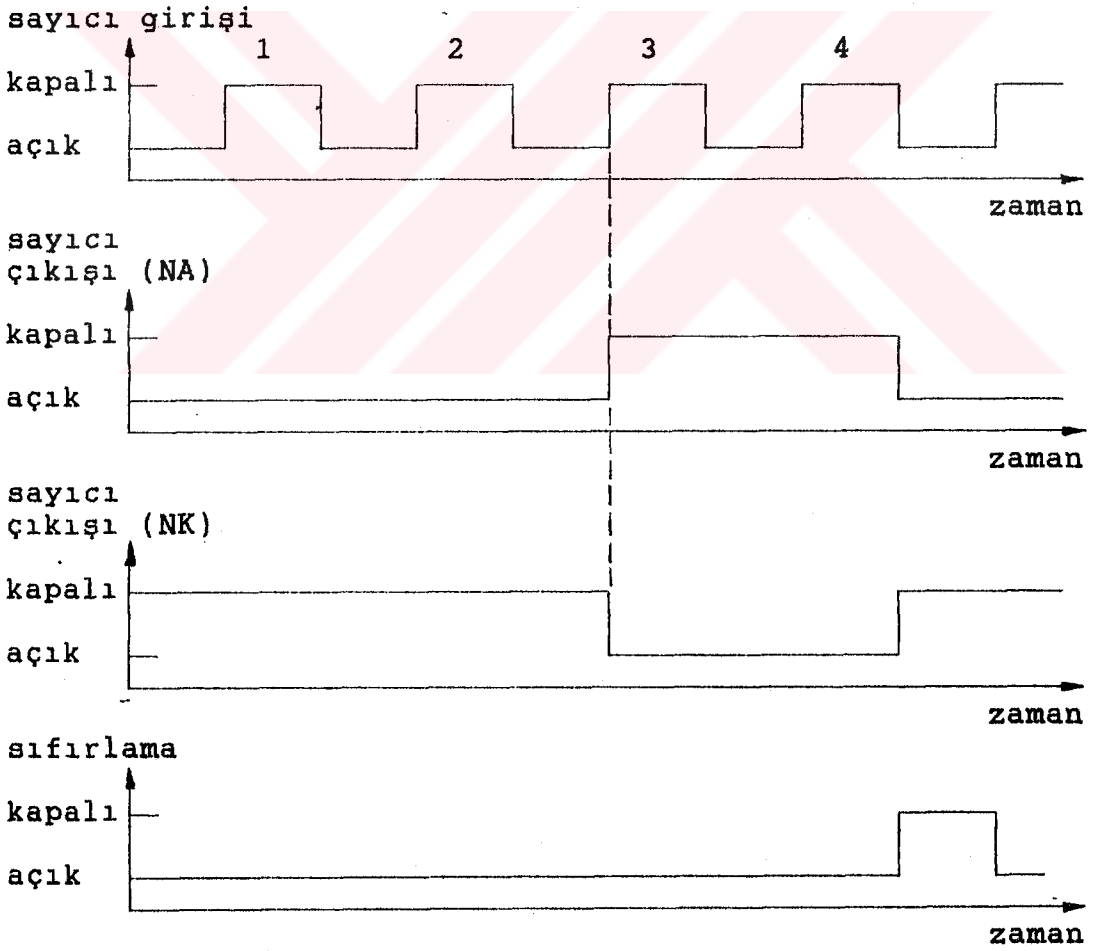 sayıcı girişi
1 2 3 4
kapalı
açık
zaman
sayıcı
çıkışı (NA)
kapalı
açık
zaman
sayıcı
çıkışı (NK)
kapalı
açık
zaman
sıfırlama
kapalı
açık
zaman